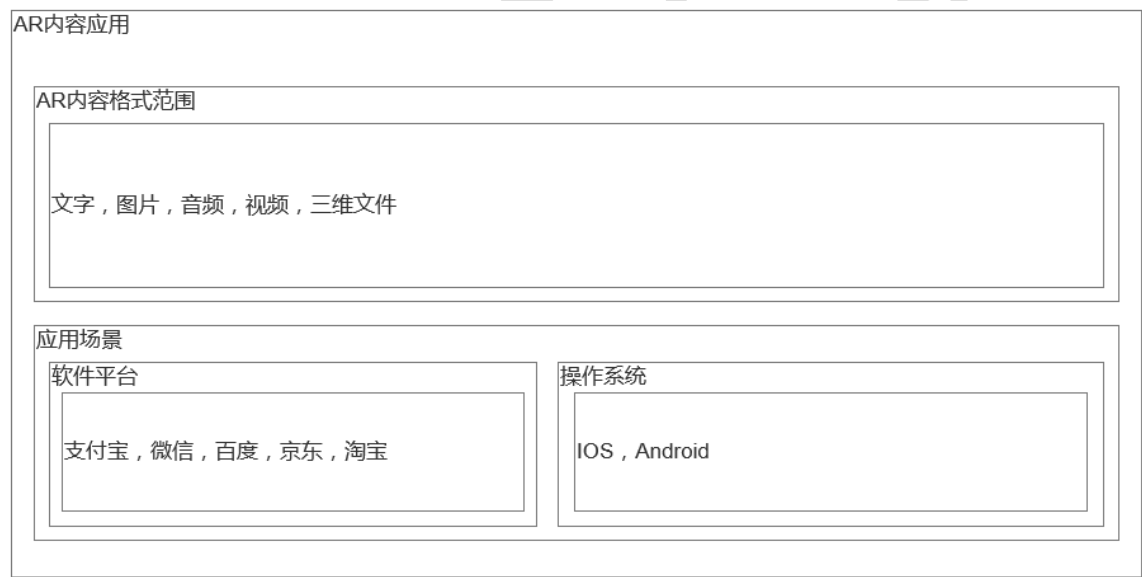 AR内容应用
AR内容格式范围
文字，图片，音频，视频，三维文件
应用场景
软件平台
操作系统
支付宝，微信，百度，京东，淘宝
IOS，Android